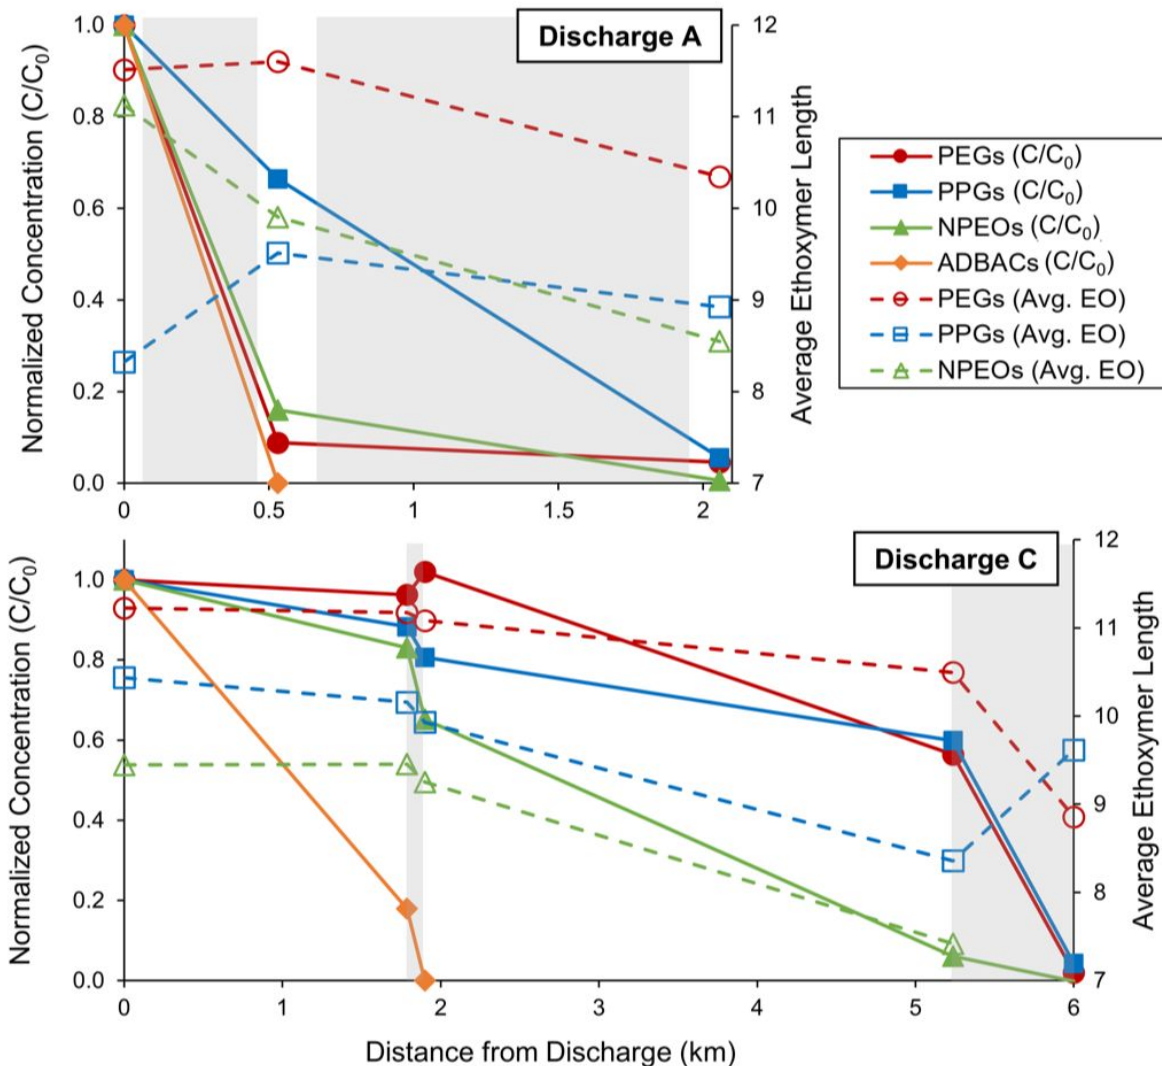 Discharge A
Normalized Concentration (C/C₀)
1.0
0.8
0.6
0.4
0.2
0.0
0
0.5
1
1.5
2
12
11
10
9
8
7
Average Ethoxymer Length
PEGs (C/C₀)
PPGs (C/C₀)
NPEOs (C/C₀)
ADBACs (C/C₀)
PEGs (Avg. EO)
PPGs (Avg. EO)
NPEOs (Avg. EO)
Discharge C
Normalized Concentration (C/C₀)
1.0
0.8
0.6
0.4
0.2
0.0
0
1
2
3
4
5
6
12
11
10
9
8
7
Average Ethoxymer Length
Distance from Discharge (km)